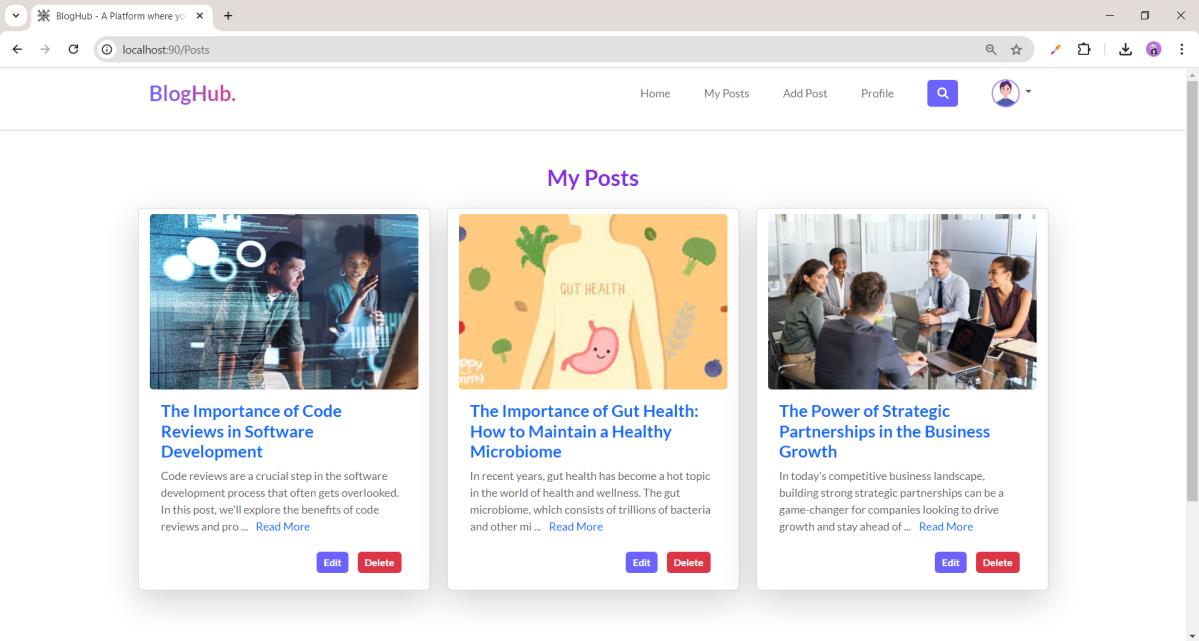 BlogHub - A Platform where yo
localhost:90/Posts
BlogHub.
Home
My Posts
Add Post
Profile
My Posts
GUT HEALTH
The Importance of Code
Reviews in Software
Development
Code reviews are a crucial step in the software
development process that often gets overlooked.
In this post, we'll explore the benefits of code
reviews and pro ... Read More
Edit
Delete
The Importance of Gut Health:
How to Maintain a Healthy
Microbiome
In recent years, gut health has become a hot topic
in the world of health and wellness. The gut
microbiome, which consists of trillions of bacteria
and other mi ... Read More
Edit
Delete
The Power of Strategic
Partnerships in the Business
Growth
In today's competitive business landscape,
building strong strategic partnerships can be a
game-changer for companies looking to drive
growth and stay ahead of ... Read More
Edit
Delete